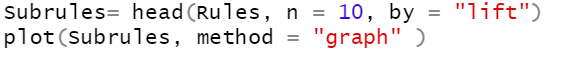 Subrules= head(Rules, n = 10, by = "lift")
plot(Subrules, method = "graph" )